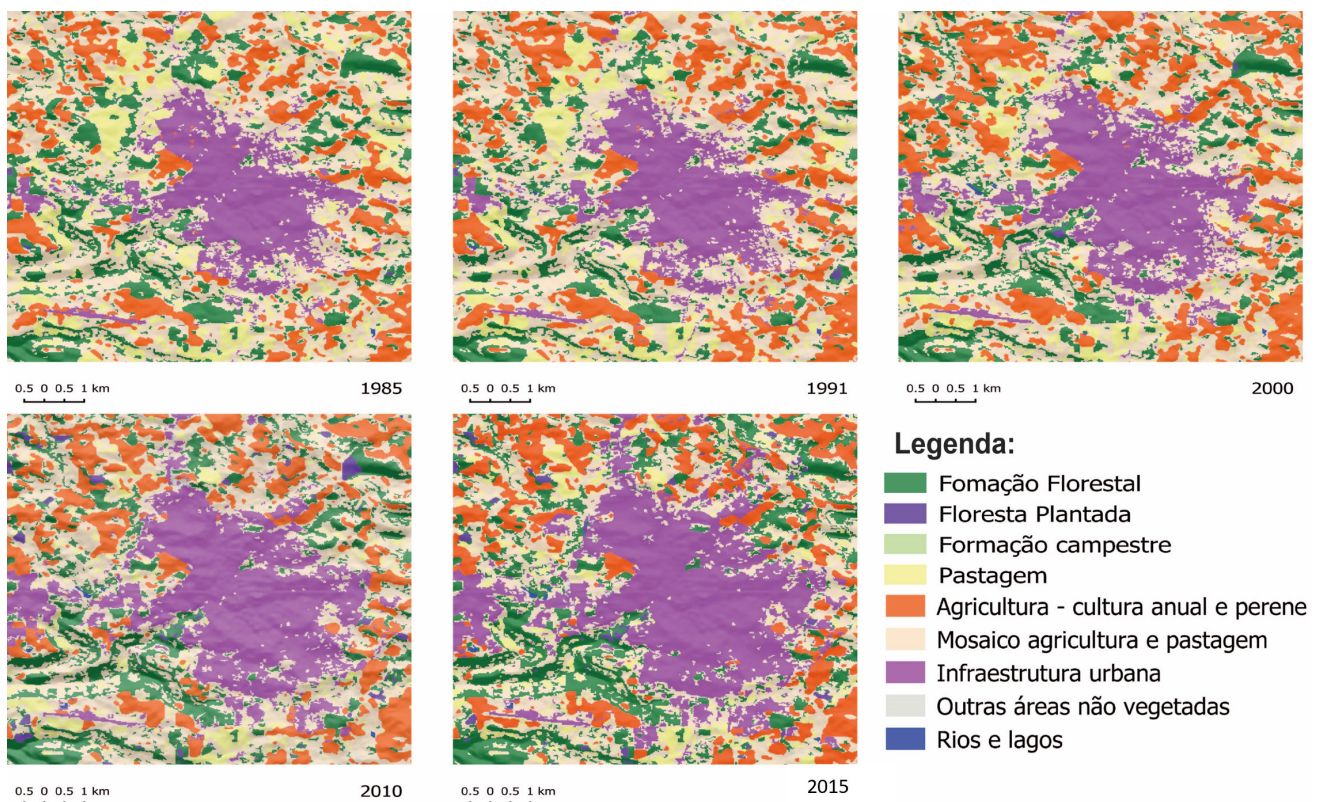 0.5 0 0.5 1 km
1985
0.5 0 0.5 1 km
1991
0.5 0 0.5 1 km
2000
0.5 0 0.5 1 km
2010
0.5 0 0.5 1 km
2015
Legenda:
Fomação Florestal
Floresta Plantada
Formação campestre
Pastagem
Agricultura - cultura anual e perene
Mosaico agricultura e pastagem
Infraestrutura urbana
Outras áreas não vegetadas
Rios e lagos